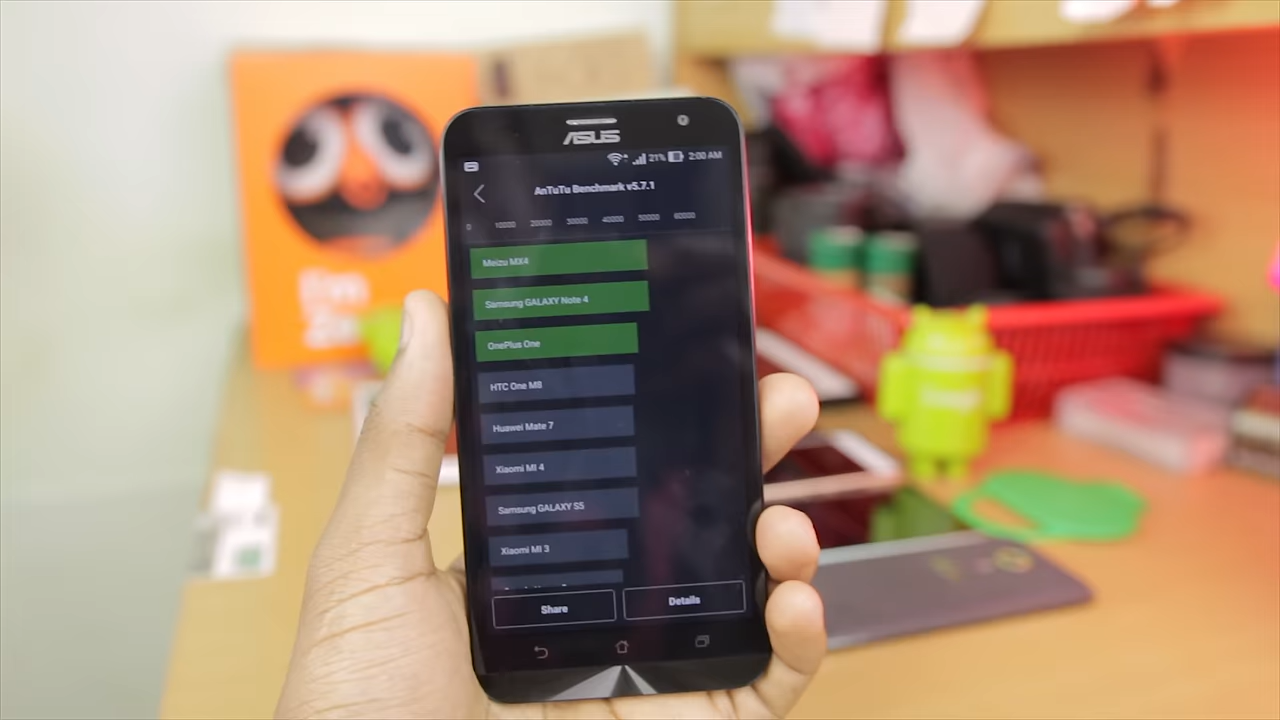 ASUS
21% 2:00 AM
AnTuTu Benchmark v5.7.1
0 10000 20000 30000 40000 50000 60000
Meizu MX4
Samsung GALAXY Note 4
OnePlus One
HTC One M8
Huawei Mate 7
Xiaomi MI 4
Samsung GALAXY S5
Xiaomi MI 3
Share Details
I'm